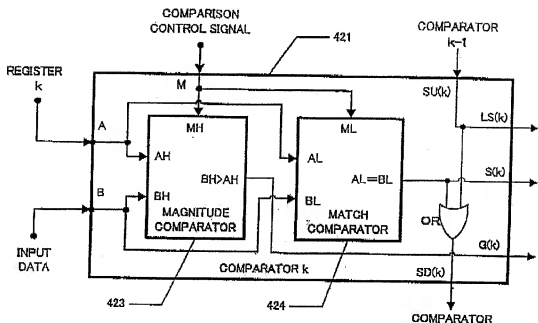 COMPARISON
CONTROL SIGNAL
421
COMPARATOR
k-1
REGISTER
k
M
SU(k)
LS(k)
A
MH
ML
AH
AL
BH>AH
AL=BL
S(k)
B
BH
BL
MAGNITUDE
COMPARATOR
MATCH
COMPARATOR
OR
G(k)
INPUT
DATA
COMPARATOR k
SD(k)
423
424
COMPARATOR